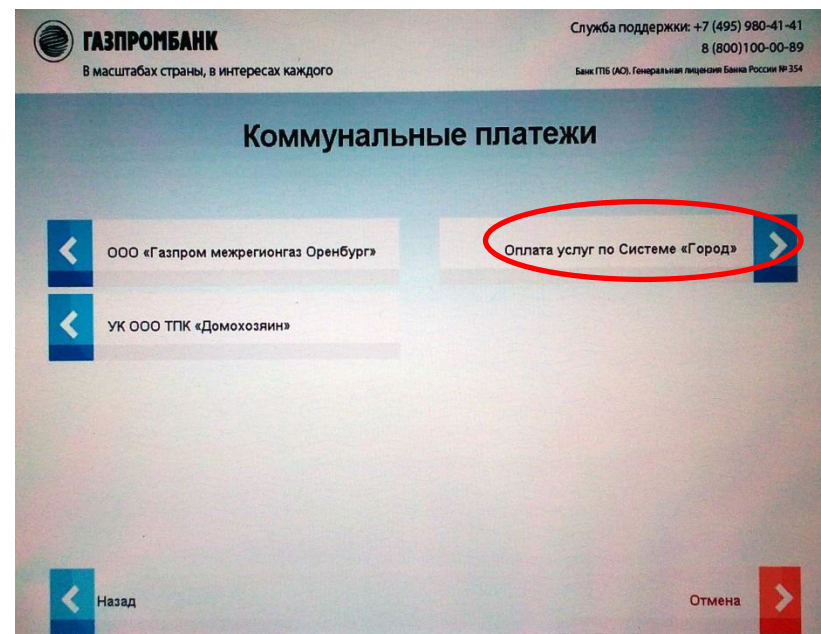 ГАЗПРОМБАНК
В масштабах страны, в интересах каждого
Служба поддержки: +7 (495) 980-41-41
8 (800)100-00-89
Банк ГПБ (АО). Генеральная лицензия Банка России № 354
Коммунальные платежи
ООО «Газпром межрегионгаз Оренбург»
Оплата услуг по Системе «Город»
УК ООО ТПК «Домохозяин»
Назад
Отмена